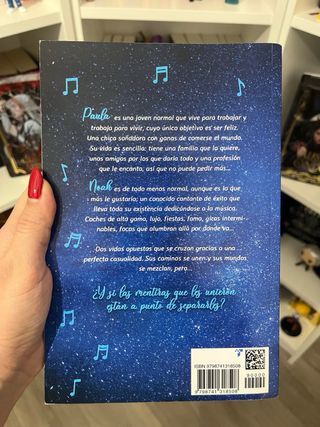 Paula es una joven normal que vive para trabajar y
trabaja para vivir, cuyo único objetivo es ser feliz.
Una chica soñadora con ganas de comerse el mundo.
Su vida es sencilla: tiene una familia que la quiere,
unos amigos por los que daría todo y una profesión
que le encanta, así que no puede pedir más...
Noah es de todo menos normal, aunque es lo que
más le gustaría; un conocido cantante de éxito que
lleva toda su existencia dedicándose a la música.
Coches de alta gama, lujo, fiestas, fama, giras intermi-
nables, focos que alumbran allá por donde va...
Dos vidas opuestas que se cruzan gracias a una
perfecta casualidad. Sus caminos se unen y sus mundos
se mezclan, pero...
¿Y si las mentiras que les unieron
están a punto de separarles?
ISBN 9798741318508
90000
9 798741 318508